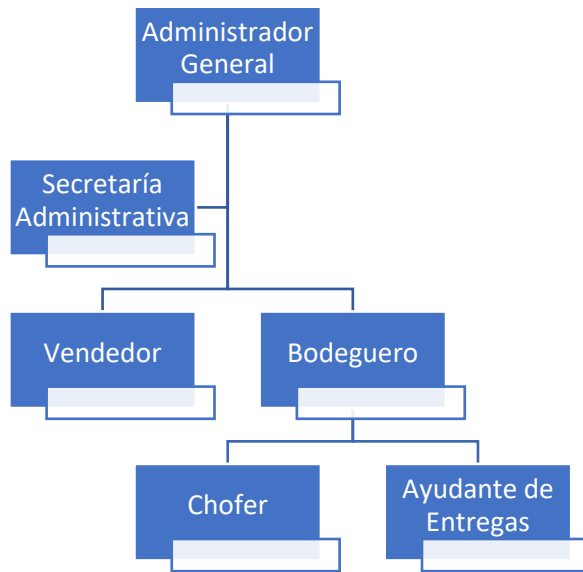 Administrador
General
Secretaría
Administrativa
Vendedor
Bodeguero
Chofer
Ayudante de
Entregas